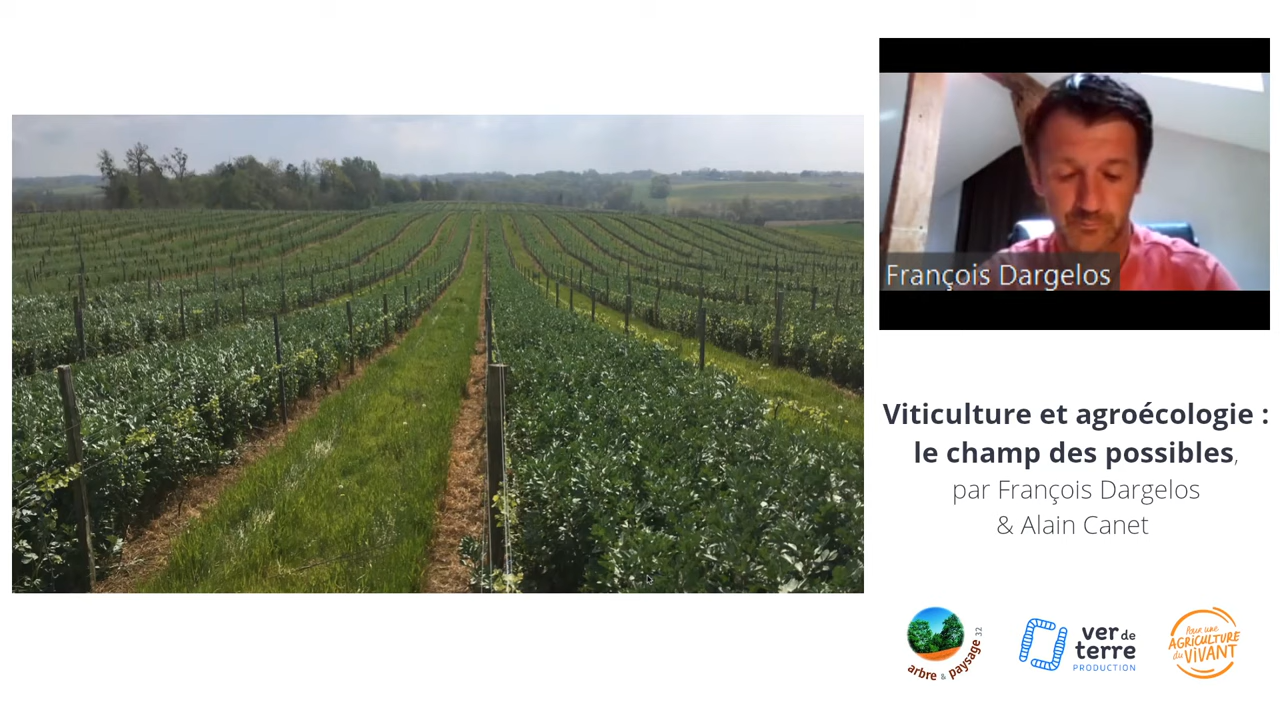 François Dargelos
Viticulture et agroécologie :
le champ des possibles,
par François Dargelos
& Alain Canet
arbre & paysage 32
ver de
terre
PRODUCTION
Pour une
AGRICULTURE
du ViVANT